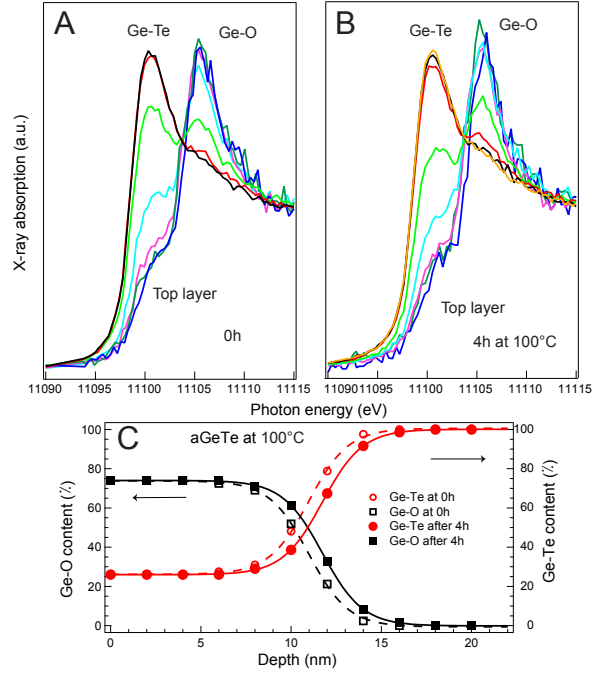 A
Ge-Te
Ge-O
Top layer
0h
B
Ge-Te
Ge-O
Top layer
4h at 100°C
X-ray absorption (a.u.)
11090 11095 11100 11105 11110 11115
11090 11095 11100 11105 11110 11115
Photon energy (eV)
C
aGeTe at 100°C
Ge-Te at 0h
Ge-O at 0h
Ge-Te after 4h
Ge-O after 4h
Ge-O content (%)
100
80
60
40
20
0
Ge-Te content (%)
100
80
60
40
20
0
0 5 10 15 20
Depth (nm)